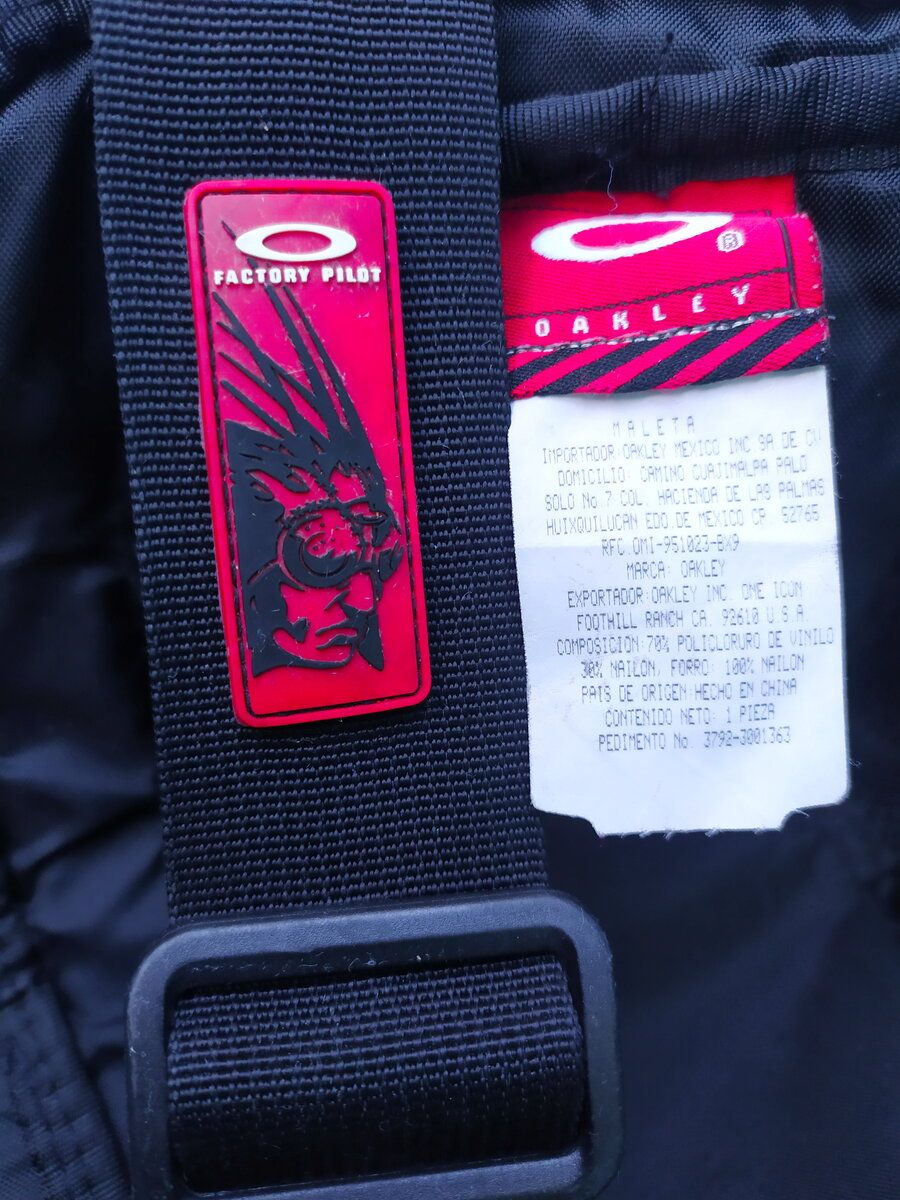 FACTORY PILOT
®
OAKLEY
MALETA
IMPORTADOR: OAKLEY MEXICO INC. SA DE CV
DOMICILIO: CAMINO CUAJIMALPA PALO
SOLO No. 7 COL. HACIENDA DE LAS PALMAS
HUIXQUILUCAN EDO. DE MEXICO CP. 52765
RFC. OMI-951023-BX9
MARCA: OAKLEY
EXPORTADOR: OAKLEY INC. ONE ICON
FOOTHILL RANCH CA. 92610 U.S.A.
COMPOSICION: 70% POLICLORURO DE VINILO
30% NAILON, FORRO: 100% NAILON
PAIS DE ORIGEN: HECHO EN CHINA
CONTENIDO NETO: 1 PIEZA
PEDIMENTO No. 3792-3001363